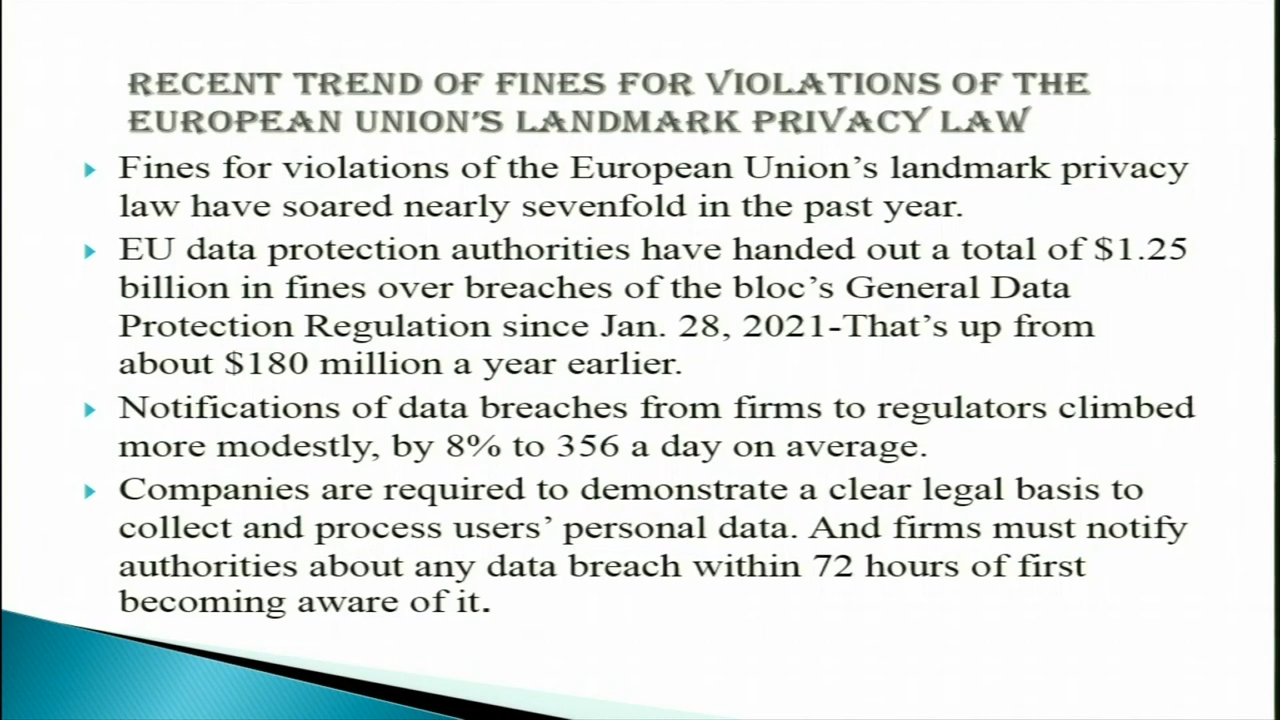 RECENT TREND OF FINES FOR VIOLATIONS OF THE
EUROPEAN UNION'S LANDMARK PRIVACY LAW
Fines for violations of the European Union's landmark privacy
law have soared nearly sevenfold in the past year.
EU data protection authorities have handed out a total of $1.25
billion in fines over breaches of the bloc's General Data
Protection Regulation since Jan. 28, 2021-That's up from
about $180 million a year earlier.
Notifications of data breaches from firms to regulators climbed
more modestly, by 8% to 356 a day on average.
Companies are required to demonstrate a clear legal basis to
collect and process users' personal data. And firms must notify
authorities about any data breach within 72 hours of first
becoming aware of it.